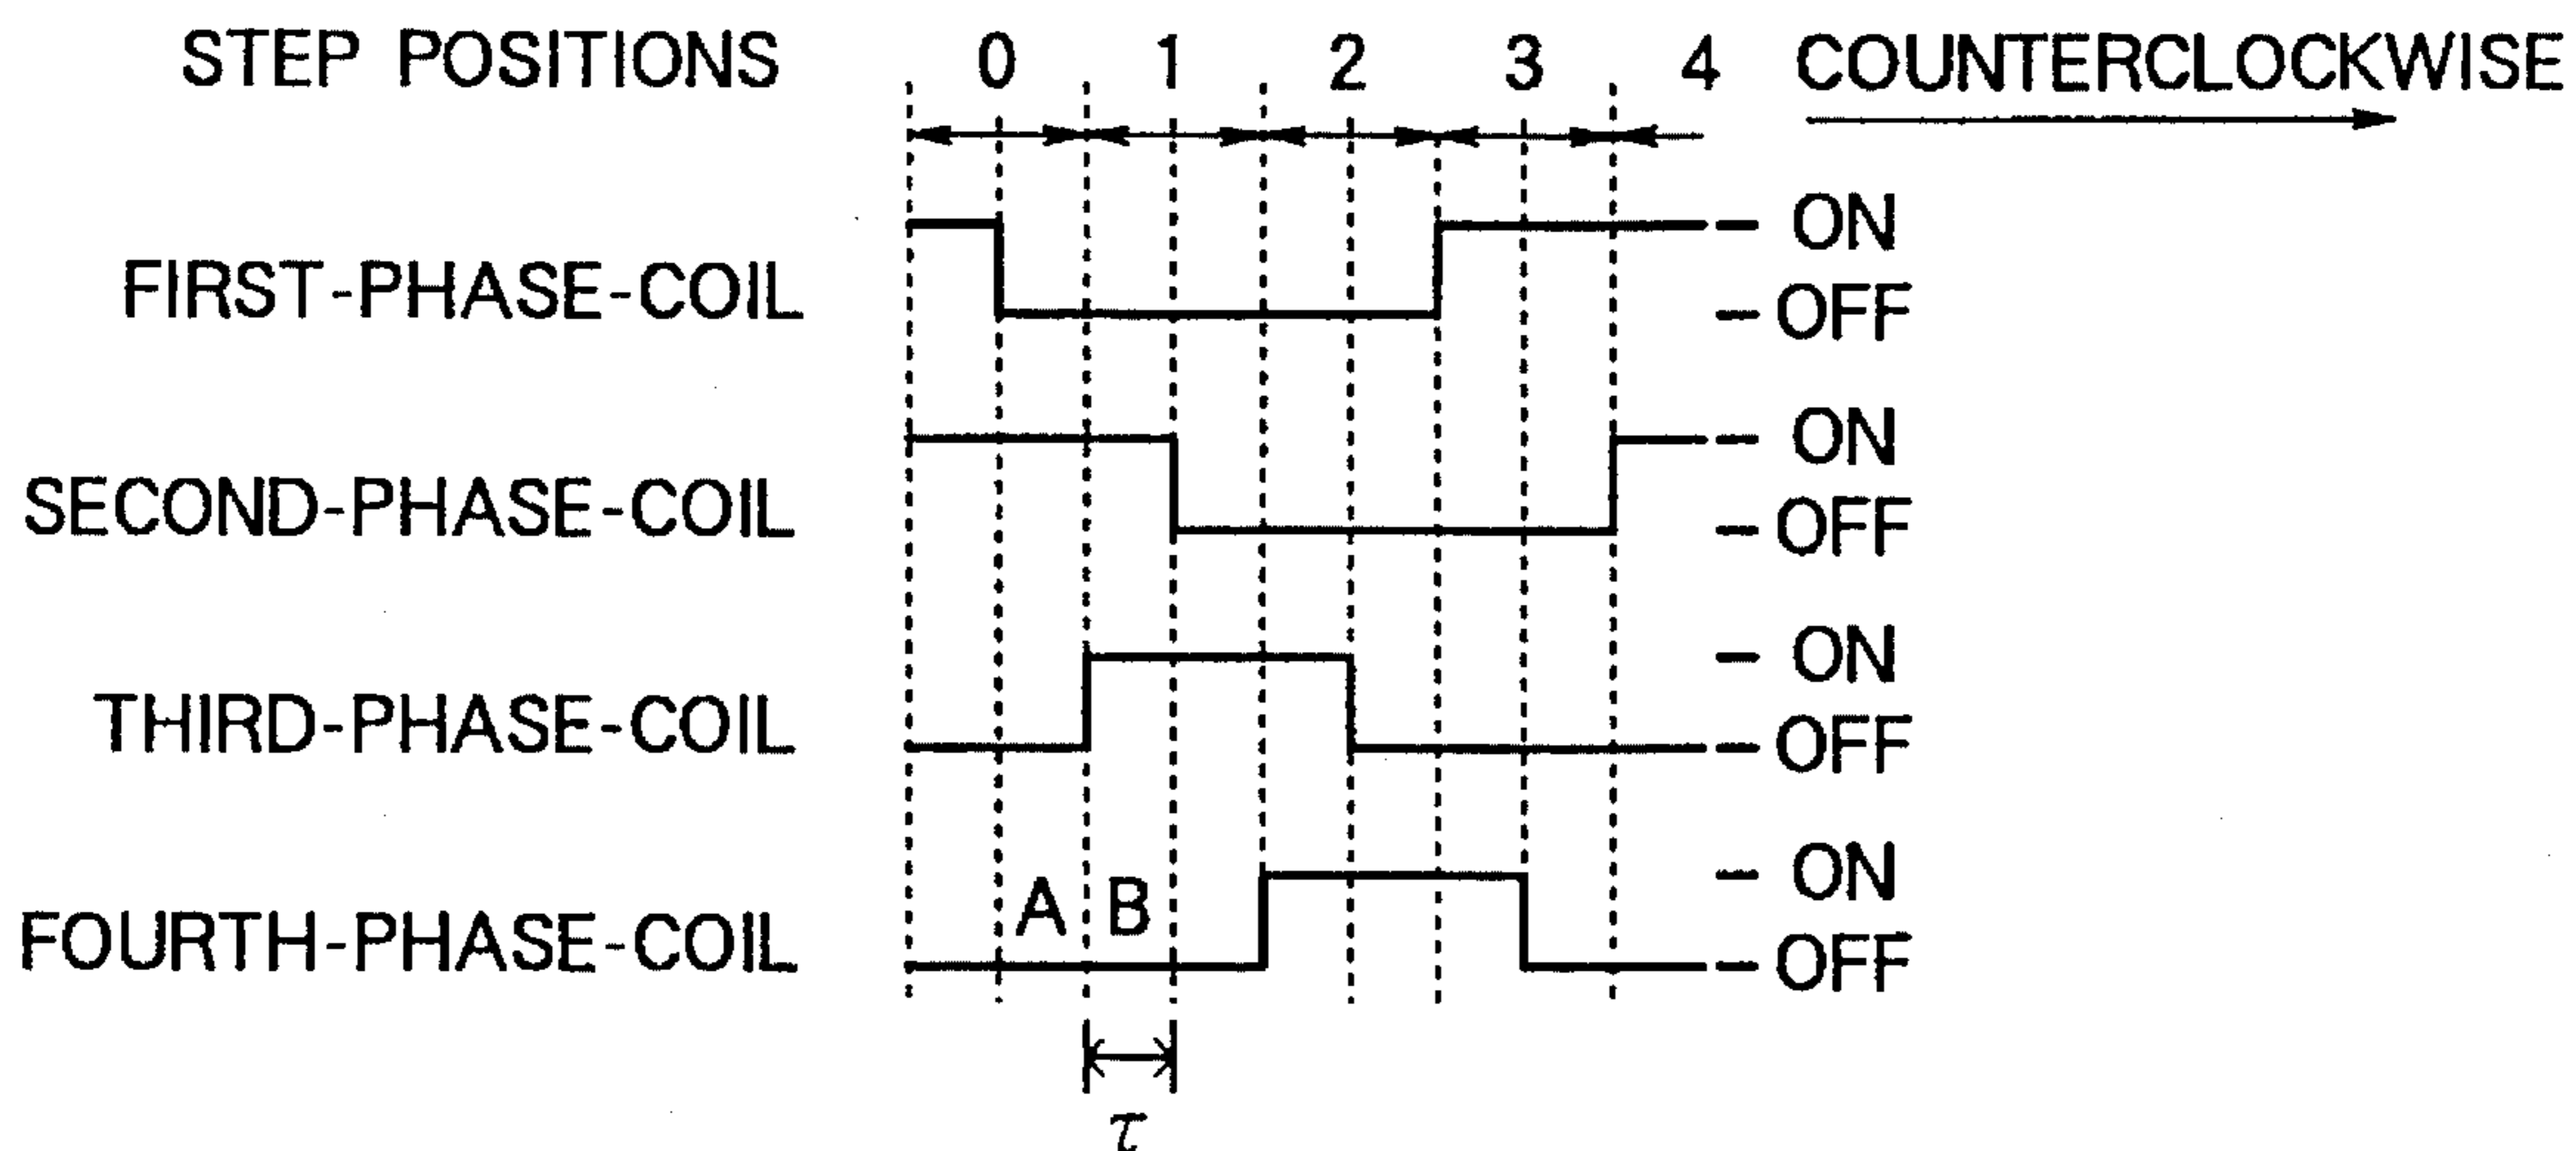 STEP POSITIONS 0 1 2 3 4 COUNTERCLOCKWISE
ON
FIRST-PHASE-COIL
OFF
ON
SECOND-PHASE-COIL
OFF
ON
THIRD-PHASE-COIL
OFF
ON
A B
FOURTH-PHASE-COIL
OFF
τ